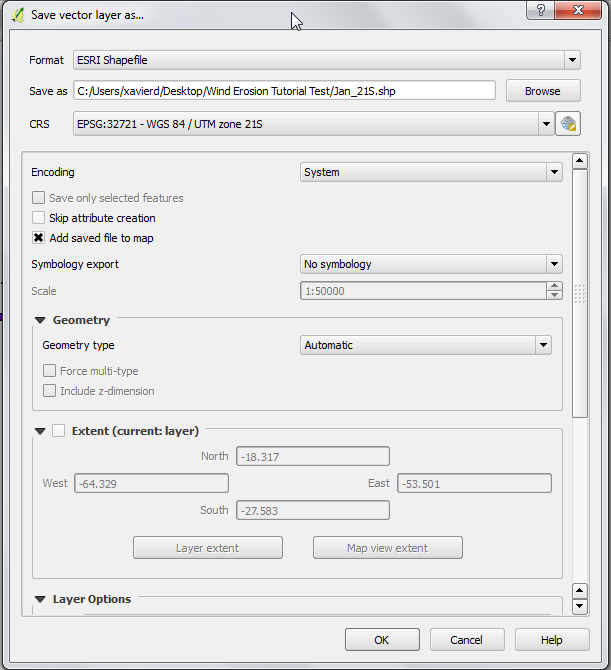 Save vector layer as...
?
Format ESRI Shapefile
Save as C:/Users/xavierd/Desktop/Wind Erosion Tutorial Test/Jan_21S.shp Browse
CRS EPSG:32721 - WGS 84 / UTM zone 21S
Encoding System
Save only selected features
Skip attribute creation
Add saved file to map
Symbology export No symbology
Scale 1:50000
Geometry
Geometry type Automatic
Force multi-type
Include z-dimension
Extent (current: layer)
North -18.317
West -64.329 East -53.501
South -27.583
Layer extent Map view extent
Layer Options
OK Cancel Help